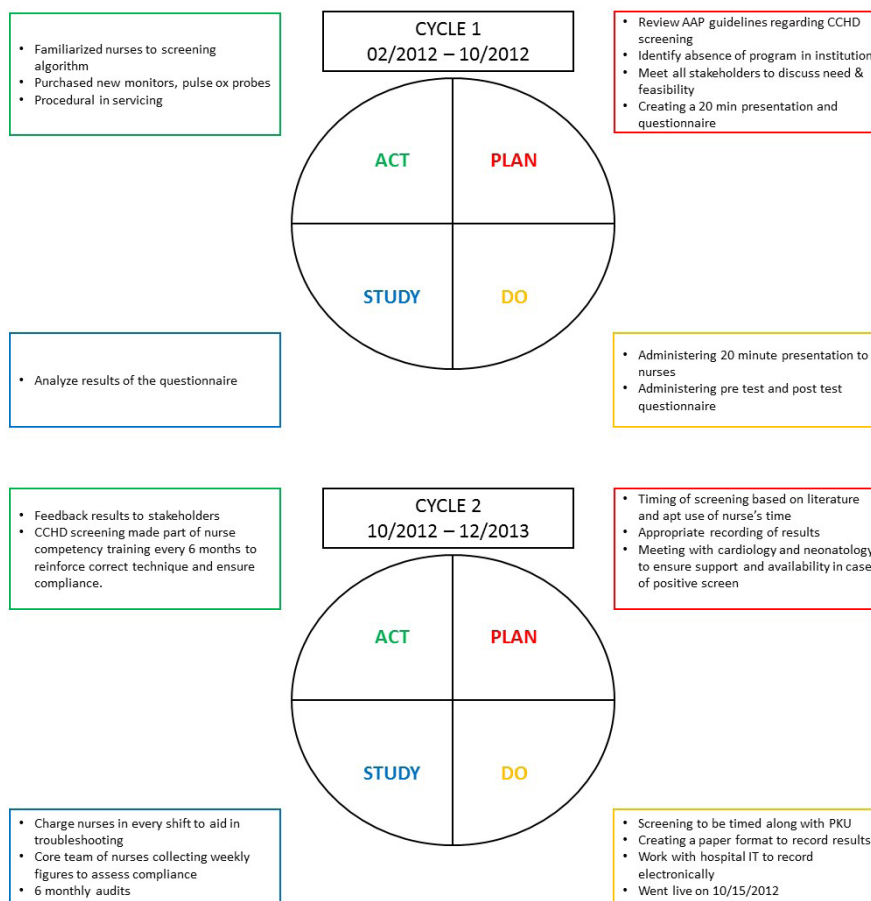 CYCLE 1
02/2012 – 10/2012
• Familiarized nurses to screening
algorithm
• Purchased new monitors, pulse ox probes
• Procedural in servicing
• Review AAP guidelines regarding CCHD
screening
• Identify absence of program in institution
• Meet all stakeholders to discuss need &
feasibility
• Creating a 20 min presentation and
questionnaire
ACT
PLAN
STUDY
DO
• Analyze results of the questionnaire
• Administering 20 minute presentation to
nurses
• Administering pre test and post test
questionnaire
CYCLE 2
10/2012 – 12/2013
• Feedback results to stakeholders
• CCHD screening made part of nurse
competency training every 6 months to
reinforce correct technique and ensure
compliance.
• Timing of screening based on literature
and apt use of nurse's time
• Appropriate recording of results
• Meeting with cardiology and neonatology
to ensure support and availability in case
of positive screen
ACT
PLAN
STUDY
DO
• Charge nurses in every shift to aid in
troubleshooting
• Core team of nurses collecting weekly
figures to assess compliance
• 6 monthly audits
• Screening to be timed along with PKU
• Creating a paper format to record results
• Work with hospital IT to record
electronically
• Went live on 10/15/2012